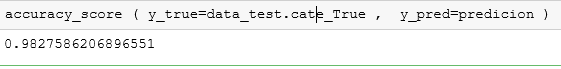 accuracy_score ( y_true=data_test.cate_True ,  y_pred=predicion )
0.9827586206896551